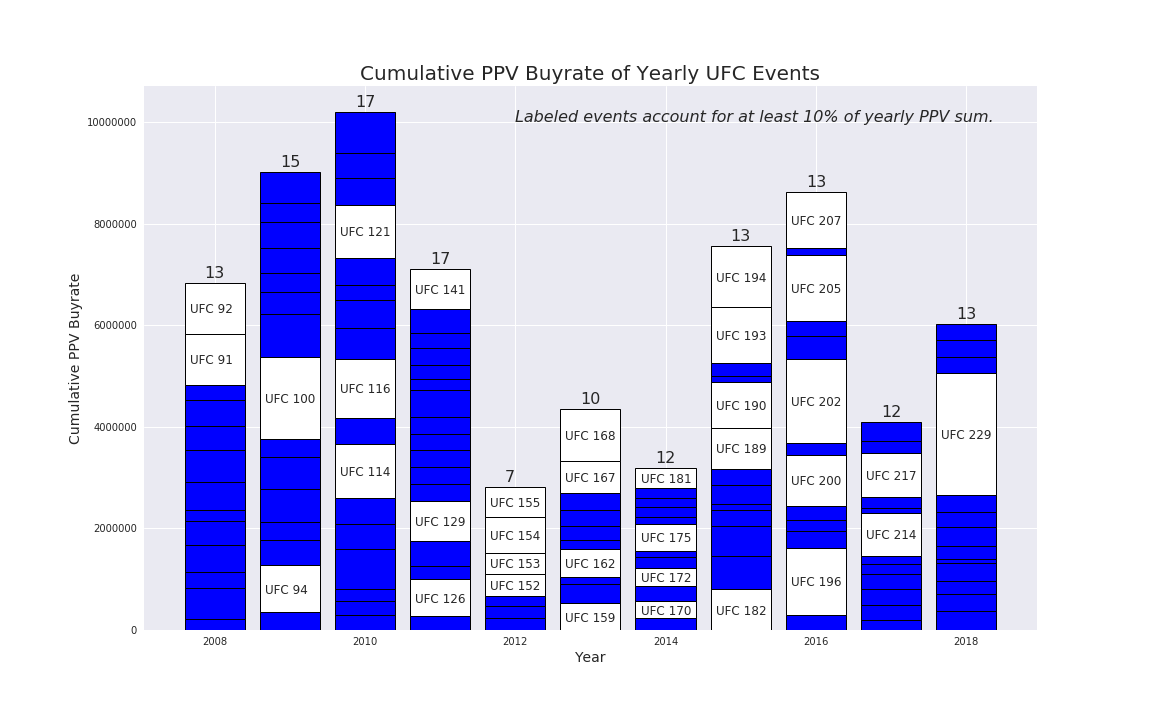 Cumulative PPV Buyrate of Yearly UFC Events
Labeled events account for at least 10% of yearly PPV sum.
Cumulative PPV Buyrate
10000000
8000000
6000000
4000000
2000000
0
13
UFC 92
UFC 91
15
UFC 100
UFC 94
17
UFC 121
UFC 116
UFC 114
17
UFC 141
UFC 129
UFC 126
7
UFC 155
UFC 154
UFC 153
UFC 152
10
UFC 168
UFC 167
UFC 162
UFC 159
12
UFC 181
UFC 175
UFC 172
UFC 170
13
UFC 194
UFC 193
UFC 190
UFC 189
UFC 182
13
UFC 207
UFC 205
UFC 202
UFC 200
UFC 196
12
UFC 217
UFC 214
13
UFC 229
2008 2010 2012 2014 2016 2018
Year